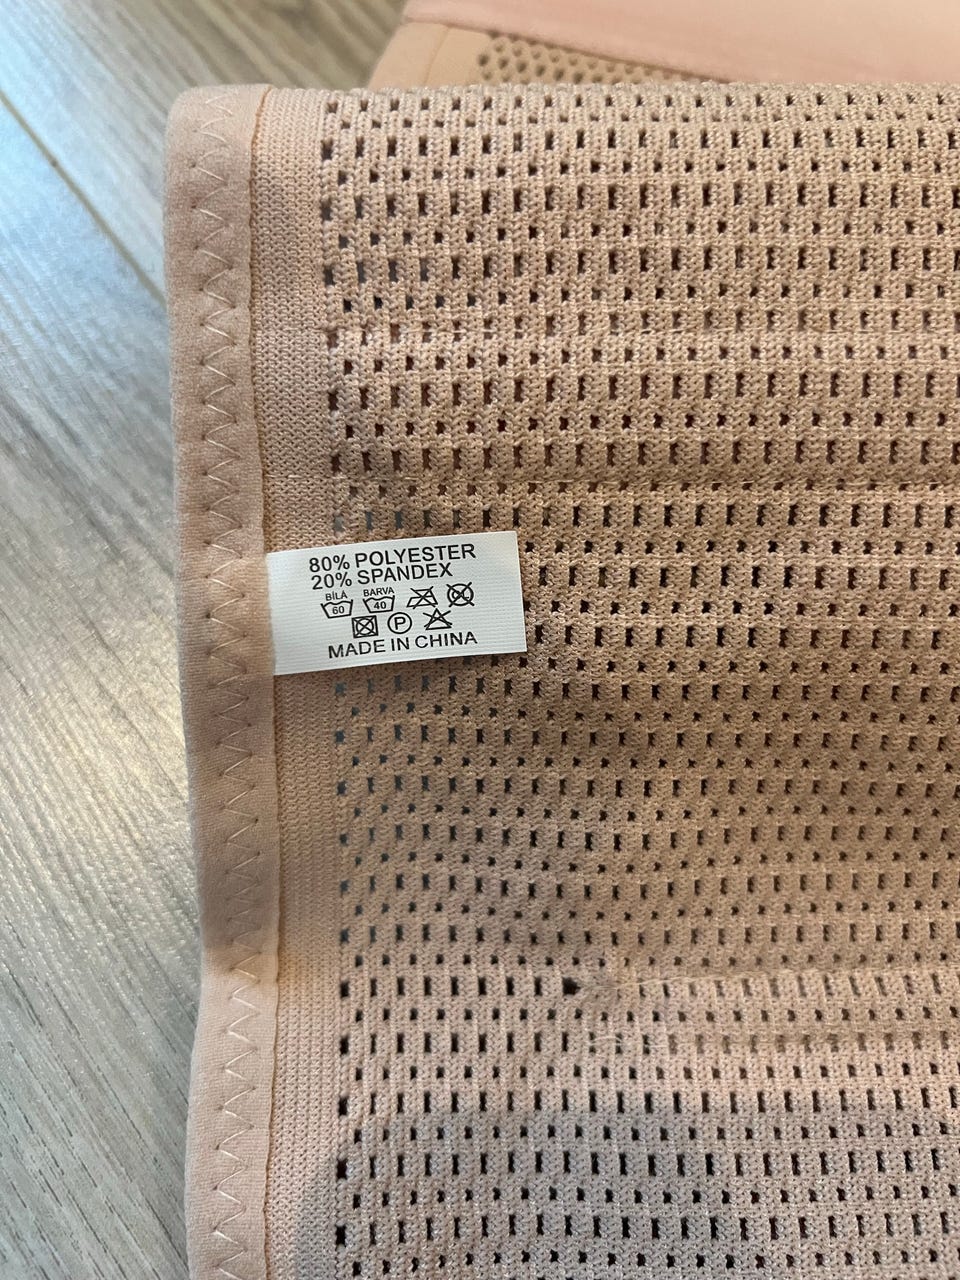 80% POLYESTER
20% SPANDEX
BÍLÁ BARVA
60 40
P
MADE IN CHINA